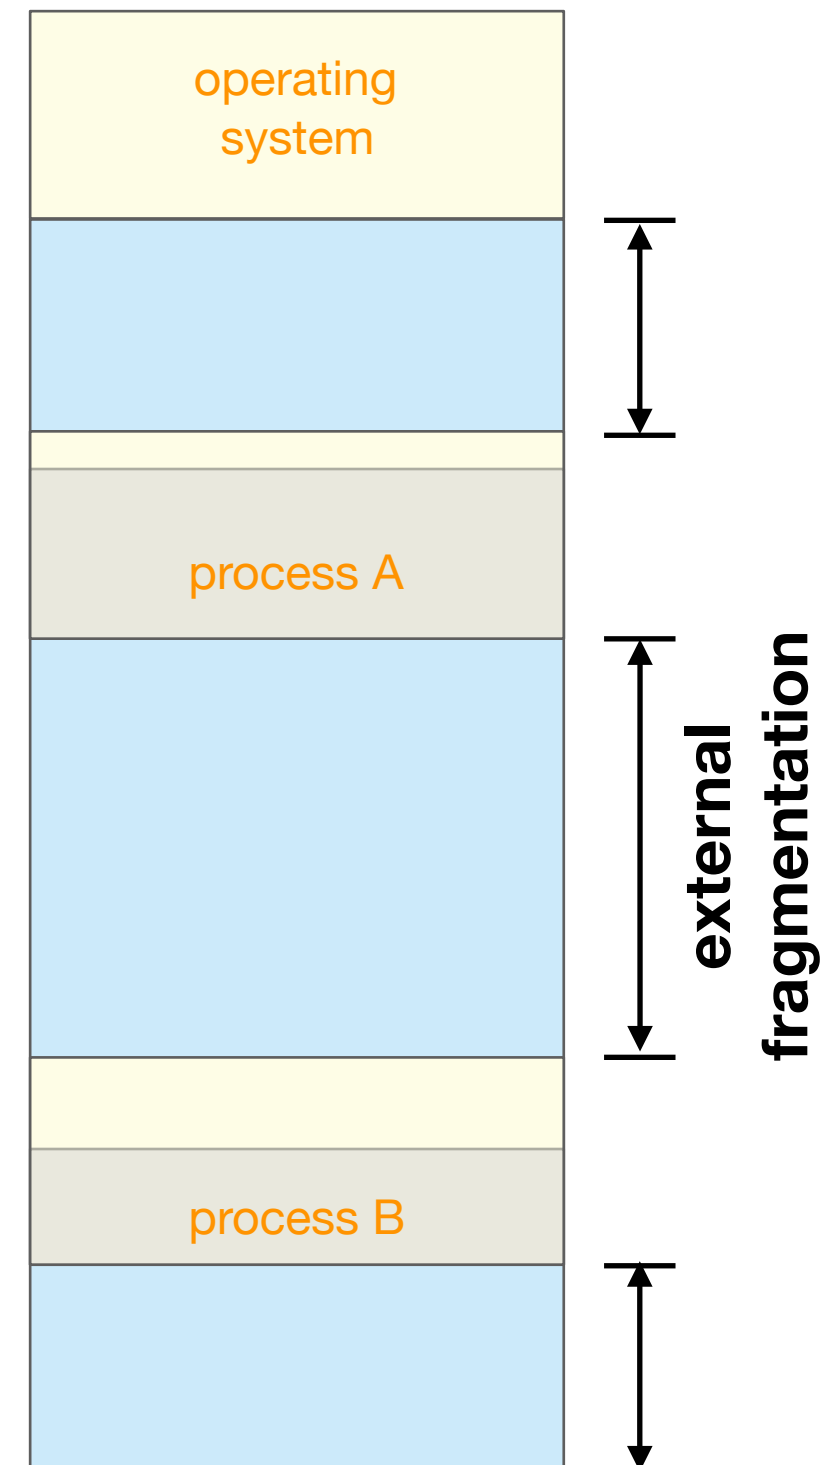 operating
system
process A
external
fragmentation
process B